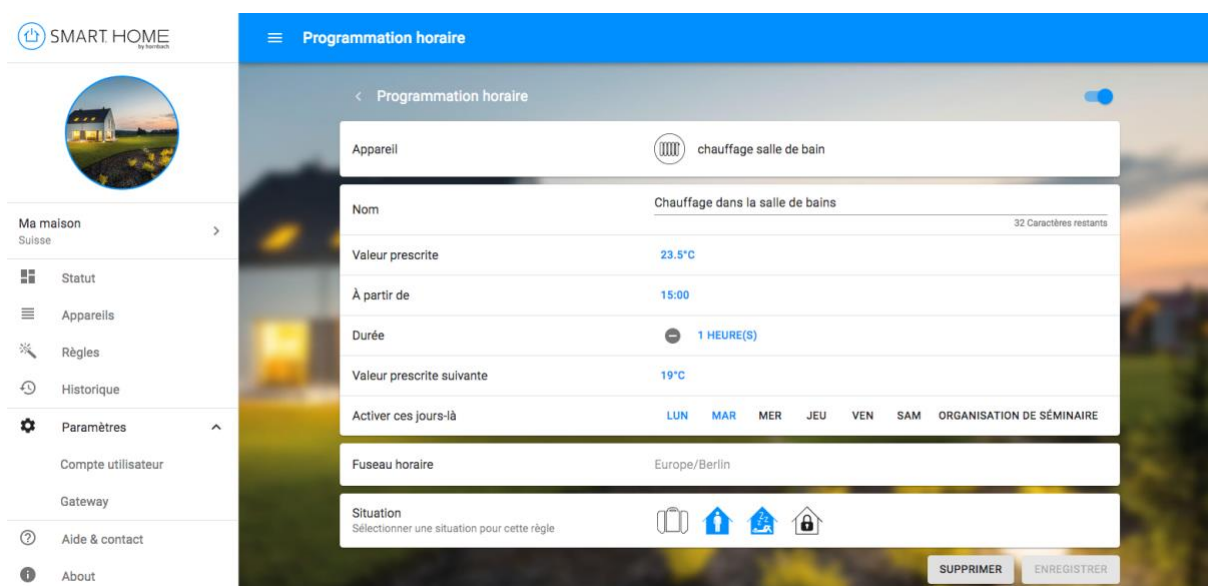 SMART HOME
by hornbach
Programmation horaire
Programmation horaire
Appareil
chauffage salle de bain
Nom
Chauffage dans la salle de bains
32 Caractères restants
Valeur prescrite
23.5°C
À partir de
15:00
Durée
1 HEURE(S)
Valeur prescrite suivante
19°C
Activer ces jours-là
LUN MAR MER JEU VEN SAM ORGANISATION DE SÉMINAIRE
Fuseau horaire
Europe/Berlin
Situation
Sélectionner une situation pour cette règle
SUPPRIMER
ENREGISTRER
Ma maison
Suisse
Statut
Appareils
Règles
Historique
Paramètres
Compte utilisateur
Gateway
Aide & contact
About